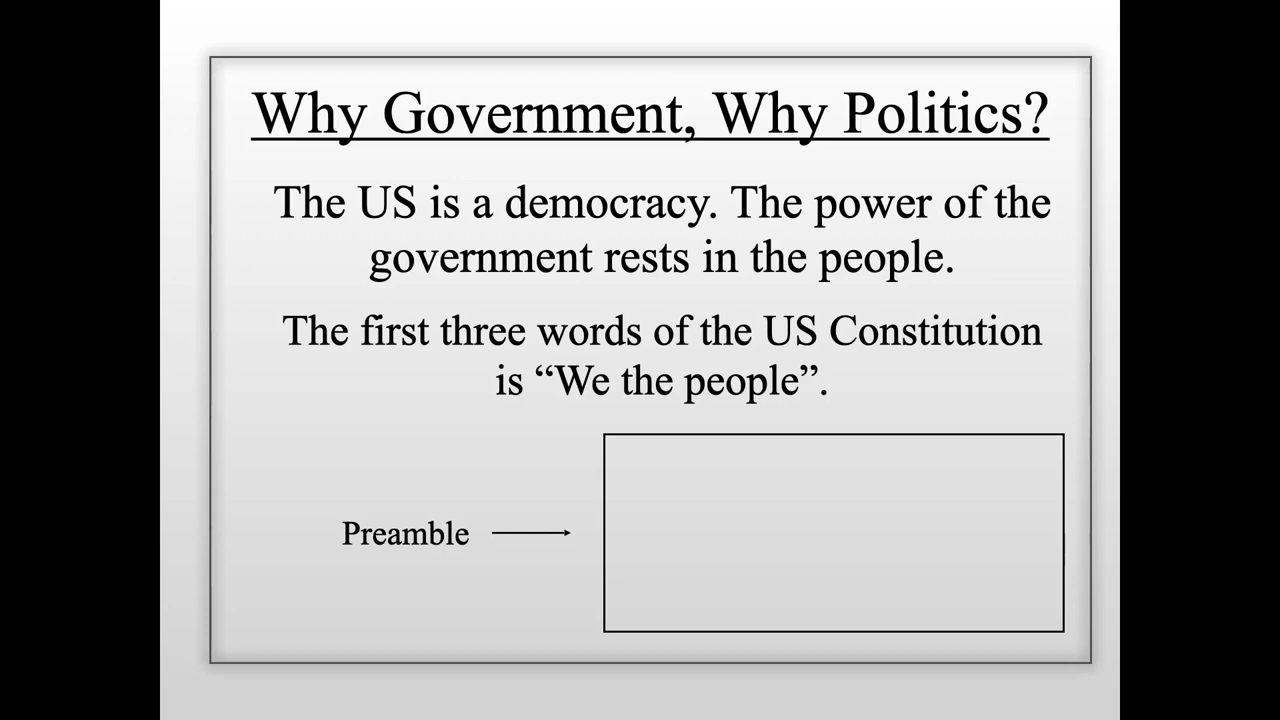 Why Government, Why Politics?
The US is a democracy. The power of the
government rests in the people.
The first three words of the US Constitution
is “We the people”.
Preamble